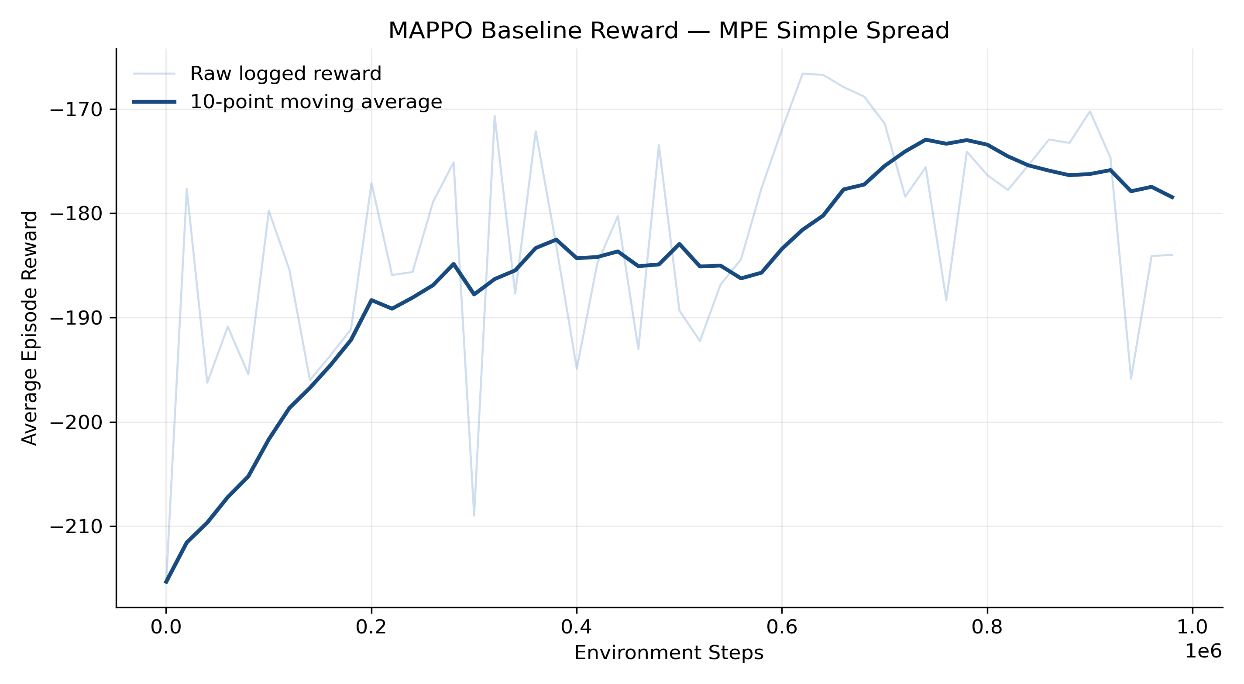 MAPPO Baseline Reward — MPE Simple Spread
Raw logged reward
10-point moving average
Average Episode Reward
−170
−180
−190
−200
−210
0.0
0.2
0.4
0.6
0.8
1.0
1e6
Environment Steps